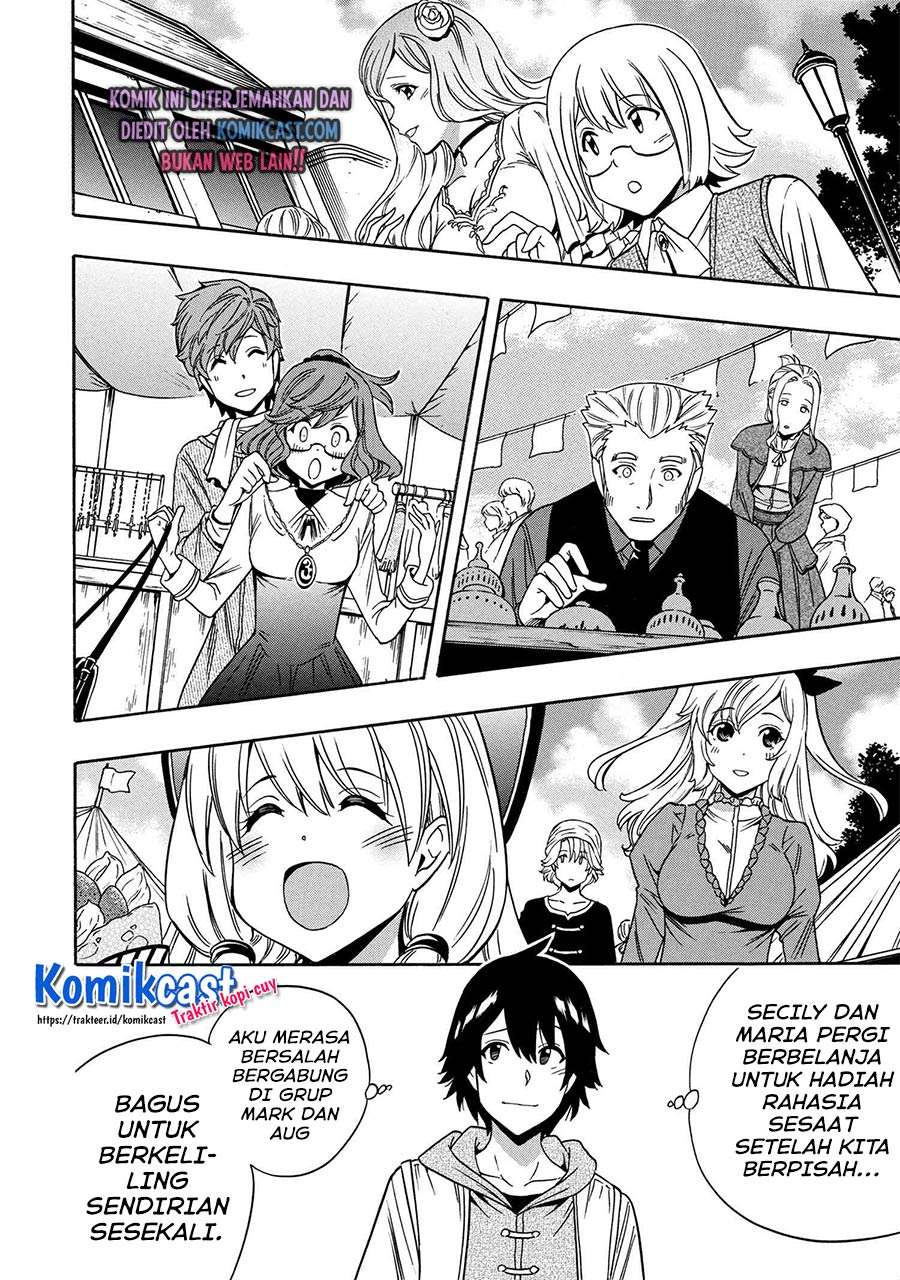 KOMIK INI DITERJEMAHKAN DAN
DIEDIT OLEH KOMIKCAST.COM
BUKAN WEB LAIN!!
SECILY DAN
MARIA PERGI
BERBELANJA
UNTUK HADIAH
RAHASIA
SESAAT
SETELAH KITA
BERPISAH...
Komikcast
https://trakteer.id/komikcast
Traktir kopi-cuy
AKU MERASA
BERSALAH
BERGABUNG
DI GRUP
MARK DAN
AUG
BAGUS
UNTUK
BERKELI-
LING
SENDIRIAN
SESEKALI.